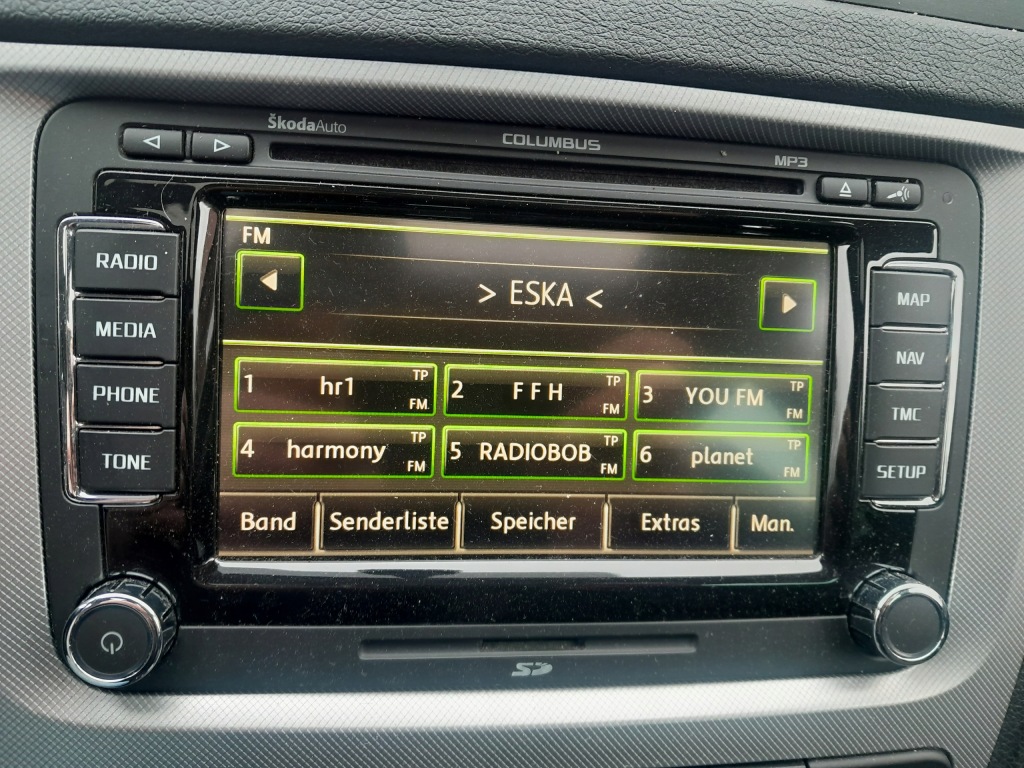 ŠkodaAuto
COLUMBUS
MP3
RADIO
MEDIA
PHONE
TONE
FM
> ESKA <
1 hr1 TP FM
2 F F H TP FM
3 YOU FM TP FM
4 harmony TP FM
5 RADIOBOB TP FM
6 planet TP FM
Band Senderliste Speicher Extras Man.
MAP
NAV
TMC
SETUP
SD